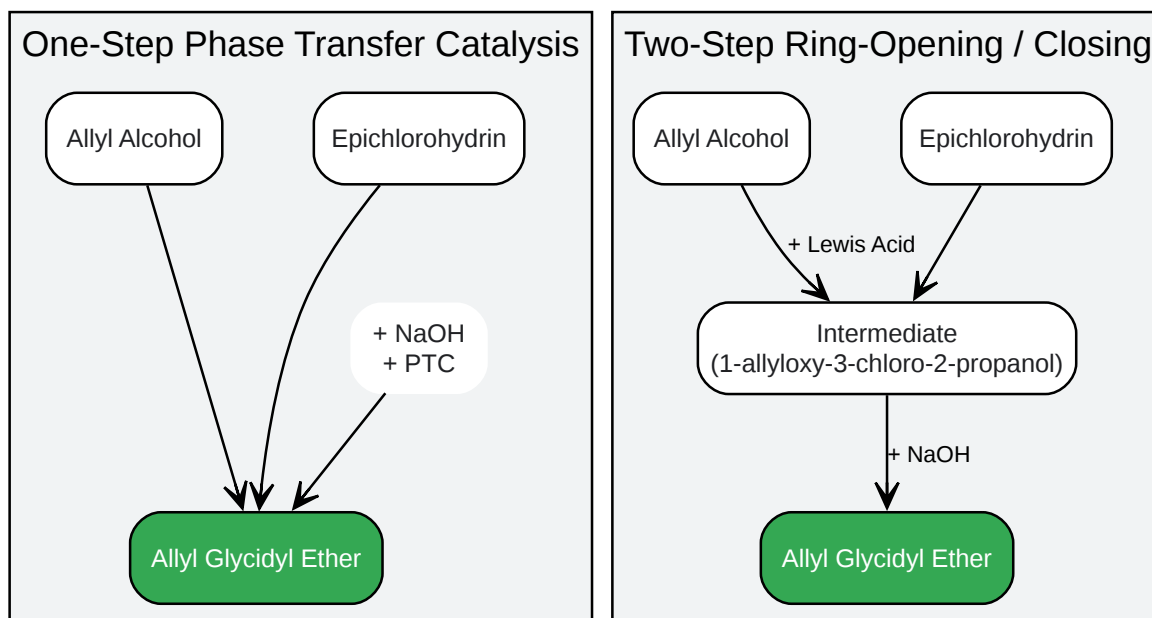 One-Step Phase Transfer Catalysis
Allyl Alcohol
Epichlorohydrin
+ NaOH
+ PTC
Allyl Glycidyl Ether
Two-Step Ring-Opening / Closing
Allyl Alcohol
Epichlorohydrin
+ Lewis Acid
Intermediate
(1-allyloxy-3-chloro-2-propanol)
+ NaOH
Allyl Glycidyl Ether